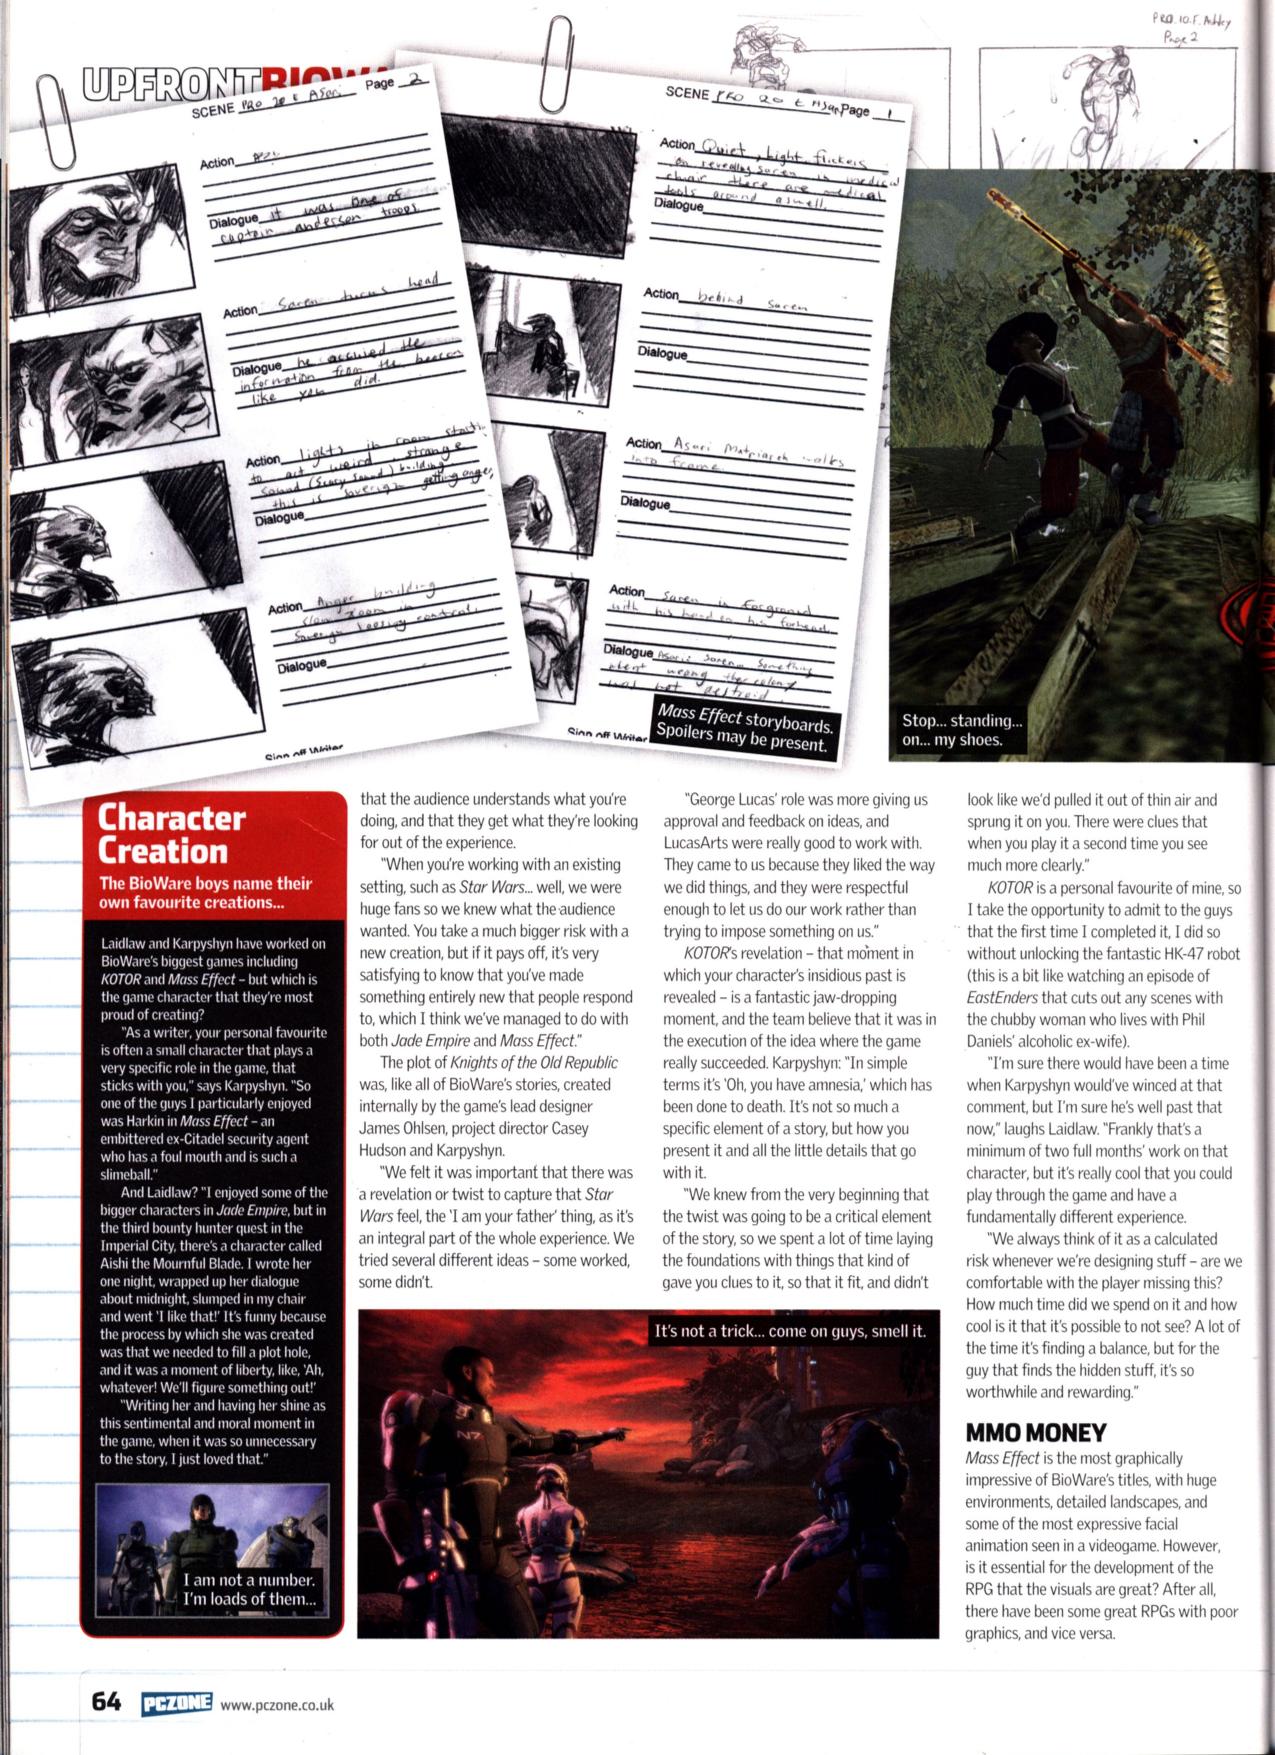 PRO.10.F. Ashley
Page 2
UPFRONTBIOWA
SCENE PRO 20 E Asari Page 2
Action
Dialogue it was one of
captain anderson troops.
Action Saren turns head
Dialogue he accuired the
information from the beacon
like you did.
Action lights in room starti
to act weird, strange
sound (Scary Sound) building
this is Soverign getting anger,
Dialogue
Action Anger building
slow zoom in
Soverign
Dialogue
Sign off Writer
SCENE PRO 20 E Asari Page 1
Action Quiet, Light flickers
on revealing saren in medical
chair there are medical
tools around aswell.
Dialogue
Action behind saren
Dialogue
Action Asari Matriarch walks
into frame
Dialogue
Action Saren in forground
with his hand on his forhead.
Dialogue Asari: Saren... Something
went wrong the colony
was not destroid
Sign off Writer
Mass Effect storyboards.
Spoilers may be present.
Stop... standing...
on... my shoes.
Character
Creation
The BioWare boys name their
own favourite creations...
Laidlaw and Karpyshyn have worked on
BioWare's biggest games including
KOTOR and Mass Effect – but which is
the game character that they're most
proud of creating?
"As a writer, your personal favourite
is often a small character that plays a
very specific role in the game, that
sticks with you," says Karpyshyn. "So
one of the guys I particularly enjoyed
was Harkin in Mass Effect – an
embittered ex-Citadel security agent
who has a foul mouth and is such a
slimeball."
And Laidlaw? "I enjoyed some of the
bigger characters in Jade Empire, but in
the third bounty hunter quest in the
Imperial City, there's a character called
Aishi the Mournful Blade. I wrote her
one night, wrapped up her dialogue
about midnight, slumped in my chair
and went 'I like that!' It's funny because
the process by which she was created
was that we needed to fill a plot hole,
and it was a moment of liberty, like, 'Ah,
whatever! We'll figure something out!'
"Writing her and having her shine as
this sentimental and moral moment in
the game, when it was so unnecessary
to the story, I just loved that."
I am not a number.
I'm loads of them...
that the audience understands what you're
doing, and that they get what they're looking
for out of the experience.
"When you're working with an existing
setting, such as Star Wars... well, we were
huge fans so we knew what the audience
wanted. You take a much bigger risk with a
new creation, but if it pays off, it's very
satisfying to know that you've made
something entirely new that people respond
to, which I think we've managed to do with
both Jade Empire and Mass Effect."
The plot of Knights of the Old Republic
was, like all of BioWare's stories, created
internally by the game's lead designer
James Ohlsen, project director Casey
Hudson and Karpyshyn.
"We felt it was important that there was
a revelation or twist to capture that Star
Wars feel, the 'I am your father' thing, as it's
an integral part of the whole experience. We
tried several different ideas – some worked,
some didn't.
"George Lucas' role was more giving us
approval and feedback on ideas, and
LucasArts were really good to work with.
They came to us because they liked the way
we did things, and they were respectful
enough to let us do our work rather than
trying to impose something on us."
KOTOR's revelation – that moment in
which your character's insidious past is
revealed – is a fantastic jaw-dropping
moment, and the team believe that it was in
the execution of the idea where the game
really succeeded. Karpyshyn: "In simple
terms it's 'Oh, you have amnesia,' which has
been done to death. It's not so much a
specific element of a story, but how you
present it and all the little details that go
with it.
"We knew from the very beginning that
the twist was going to be a critical element
of the story, so we spent a lot of time laying
the foundations with things that kind of
gave you clues to it, so that it fit, and didn't
look like we'd pulled it out of thin air and
sprung it on you. There were clues that
when you play it a second time you see
much more clearly."
KOTOR is a personal favourite of mine, so
I take the opportunity to admit to the guys
that the first time I completed it, I did so
without unlocking the fantastic HK-47 robot
(this is a bit like watching an episode of
EastEnders that cuts out any scenes with
the chubby woman who lives with Phil
Daniels' alcoholic ex-wife).
"I'm sure there would have been a time
when Karpyshyn would've winced at that
comment, but I'm sure he's well past that
now," laughs Laidlaw. "Frankly that's a
minimum of two full months' work on that
character, but it's really cool that you could
play through the game and have a
fundamentally different experience.
"We always think of it as a calculated
risk whenever we're designing stuff – are we
comfortable with the player missing this?
How much time did we spend on it and how
cool is it that it's possible to not see? A lot of
the time it's finding a balance, but for the
guy that finds the hidden stuff, it's so
worthwhile and rewarding."
MMO MONEY
Mass Effect is the most graphically
impressive of BioWare's titles, with huge
environments, detailed landscapes, and
some of the most expressive facial
animation seen in a videogame. However,
is it essential for the development of the
RPG that the visuals are great? After all,
there have been some great RPGs with poor
graphics, and vice versa.
It's not a trick... come on guys, smell it.
N7
64 PCZONE www.pczone.co.uk